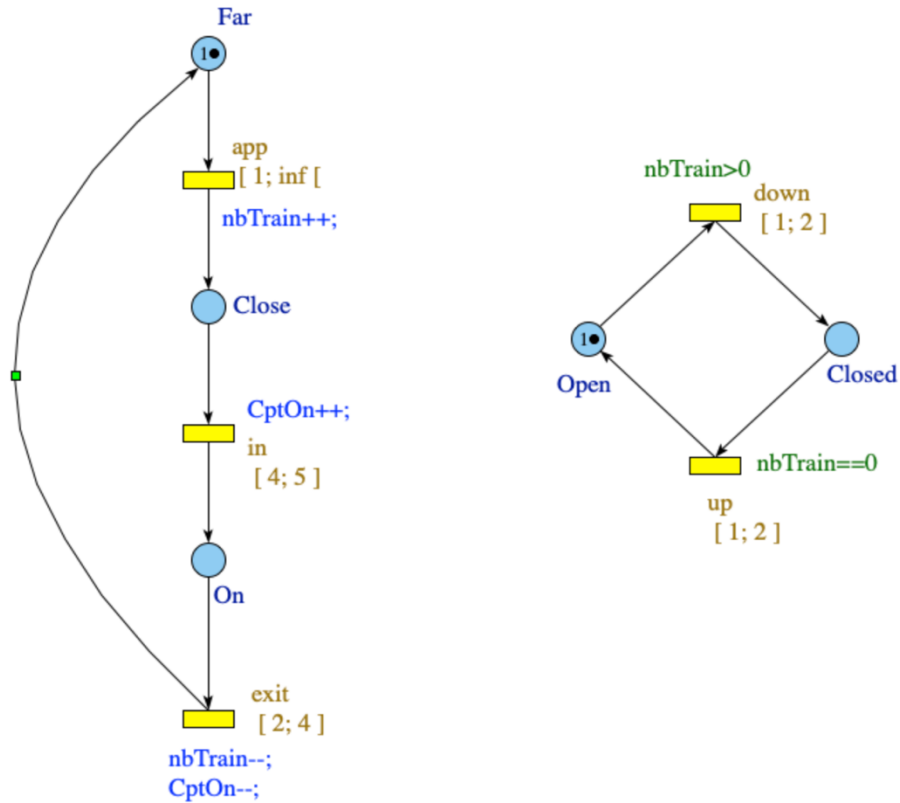 Far
1
app
[ 1; inf [
nbTrain++;
Close
CptOn++;
in
[ 4; 5 ]
On
exit
[ 2; 4 ]
nbTrain--;
CptOn--;
nbTrain>0
down
[ 1; 2 ]
1
Open
Closed
nbTrain==0
up
[ 1; 2 ]